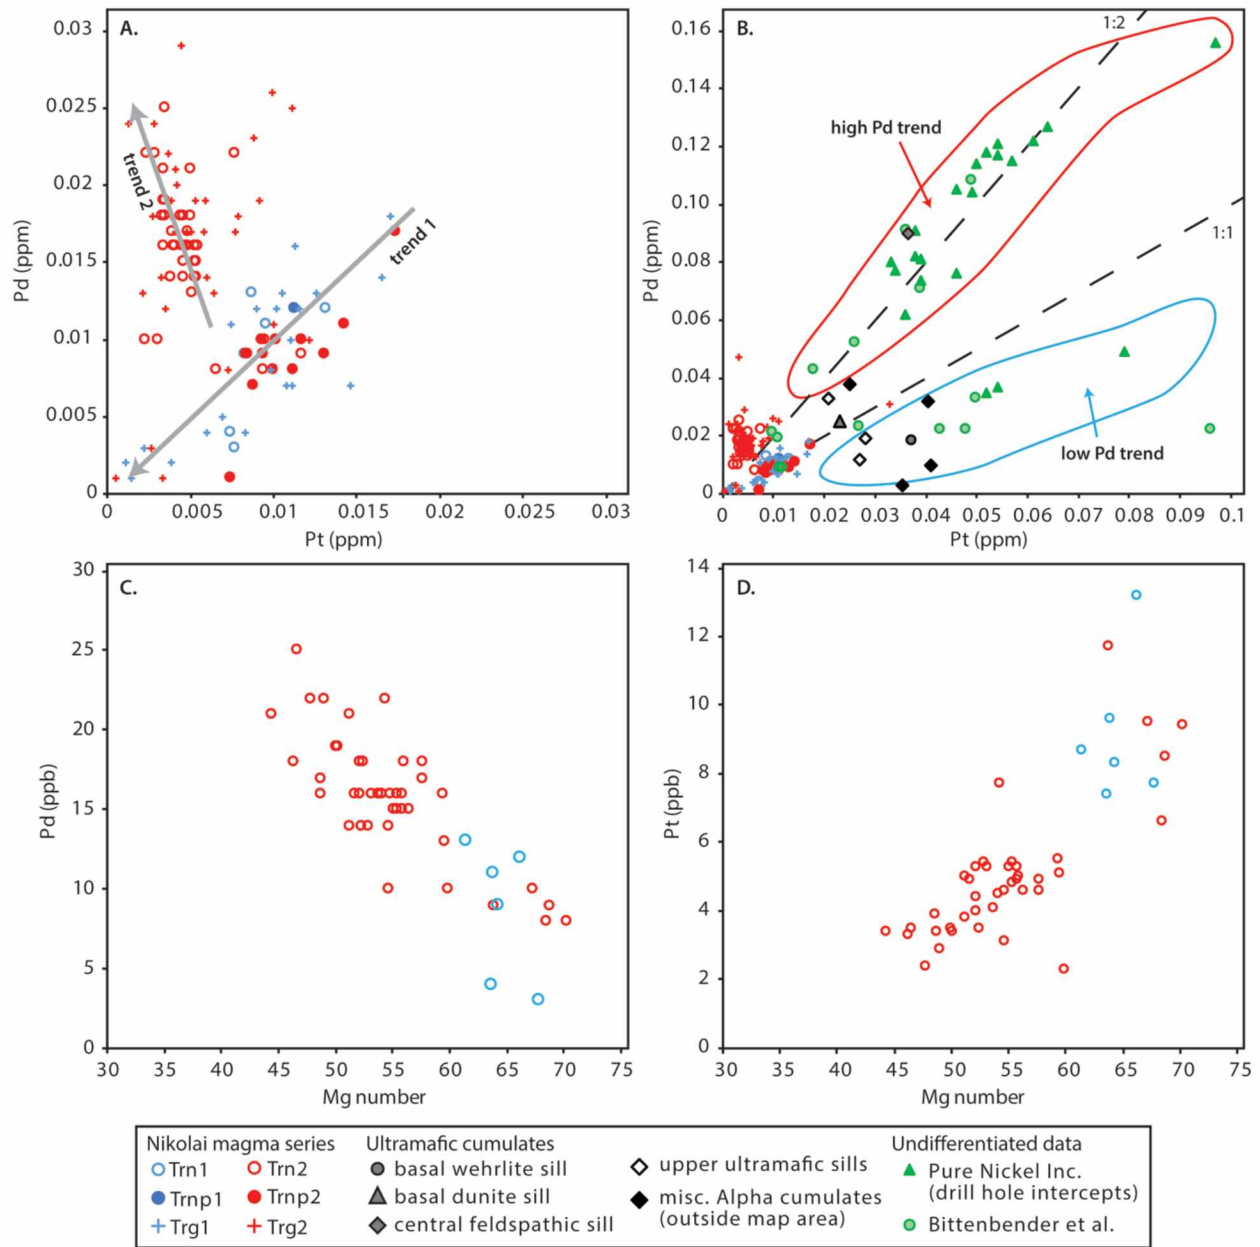 A.
0.03
0.025
0.02
0.015
0.01
0.005
0
Pd (ppm)
trend 2
trend 1
0 0.005 0.01 0.015 0.02 0.025 0.03
Pt (ppm)
B.
0.16
0.14
0.12
0.10
0.08
0.06
0.04
0.02
0
Pd (ppm)
1:2
high Pd trend
1:1
low Pd trend
0 0.01 0.02 0.03 0.04 0.05 0.06 0.07 0.08 0.09 0.1
Pt (ppm)
C.
30
25
20
15
10
5
0
Pd (ppb)
30 35 40 45 50 55 60 65 70 75
Mg number
D.
14
12
10
8
6
4
2
0
Pt (ppb)
30 35 40 45 50 55 60 65 70 75
Mg number
Nikolai magma series
Trn1 Trn2
Trnp1 Trnp2
Trg1 Trg2
Ultramafic cumulates
basal wehrlite sill
basal dunite sill
central feldspathic sill
upper ultramafic sills
misc. Alpha cumulates
(outside map area)
Undifferentiated data
Pure Nickel Inc.
(drill hole intercepts)
Bittenbender et al.